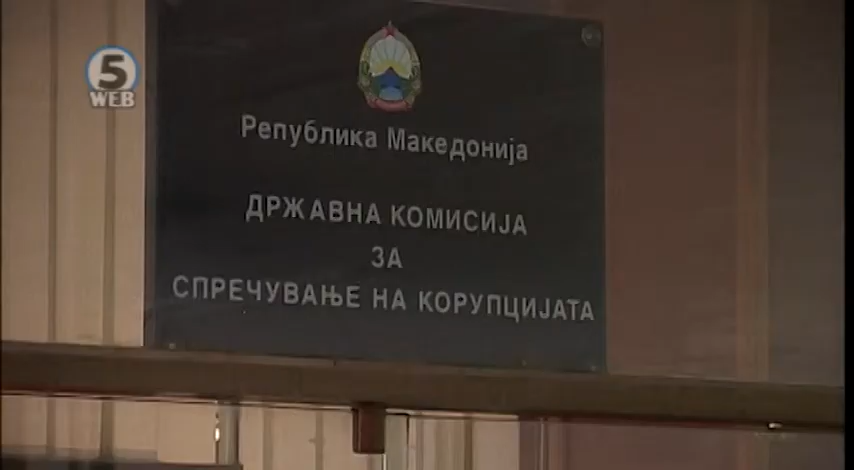 5
WEB
Република Македонија
ДРЖАВНА КОМИСИЈА
ЗА
СПРЕЧУВАЊЕ НА КОРУПЦИЈАТА